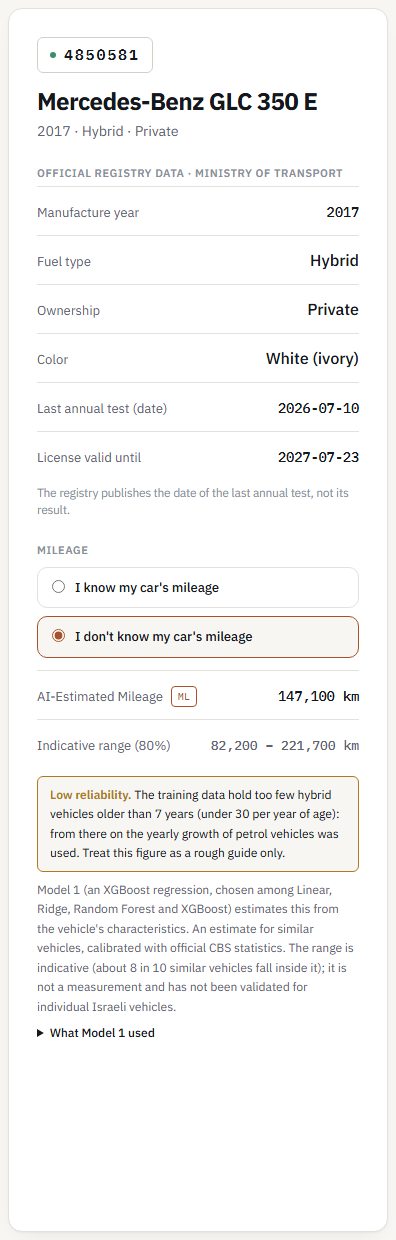 4850581
Mercedes-Benz GLC 350 E
2017 · Hybrid · Private
OFFICIAL REGISTRY DATA · MINISTRY OF TRANSPORT
Manufacture year 2017
Fuel type Hybrid
Ownership Private
Color White (ivory)
Last annual test (date) 2026-07-10
License valid until 2027-07-23
The registry publishes the date of the last annual test, not its
result.
MILEAGE
I know my car's mileage
I don't know my car's mileage
AI-Estimated Mileage ML 147,100 km
Indicative range (80%) 82,200 – 221,700 km
Low reliability. The training data hold too few hybrid
vehicles older than 7 years (under 30 per year of age):
from there on the yearly growth of petrol vehicles was
used. Treat this figure as a rough guide only.
Model 1 (an XGBoost regression, chosen among Linear,
Ridge, Random Forest and XGBoost) estimates this from
the vehicle's characteristics. An estimate for similar
vehicles, calibrated with official CBS statistics. The range is
indicative (about 8 in 10 similar vehicles fall inside it); it is
not a measurement and has not been validated for
individual Israeli vehicles.
What Model 1 used